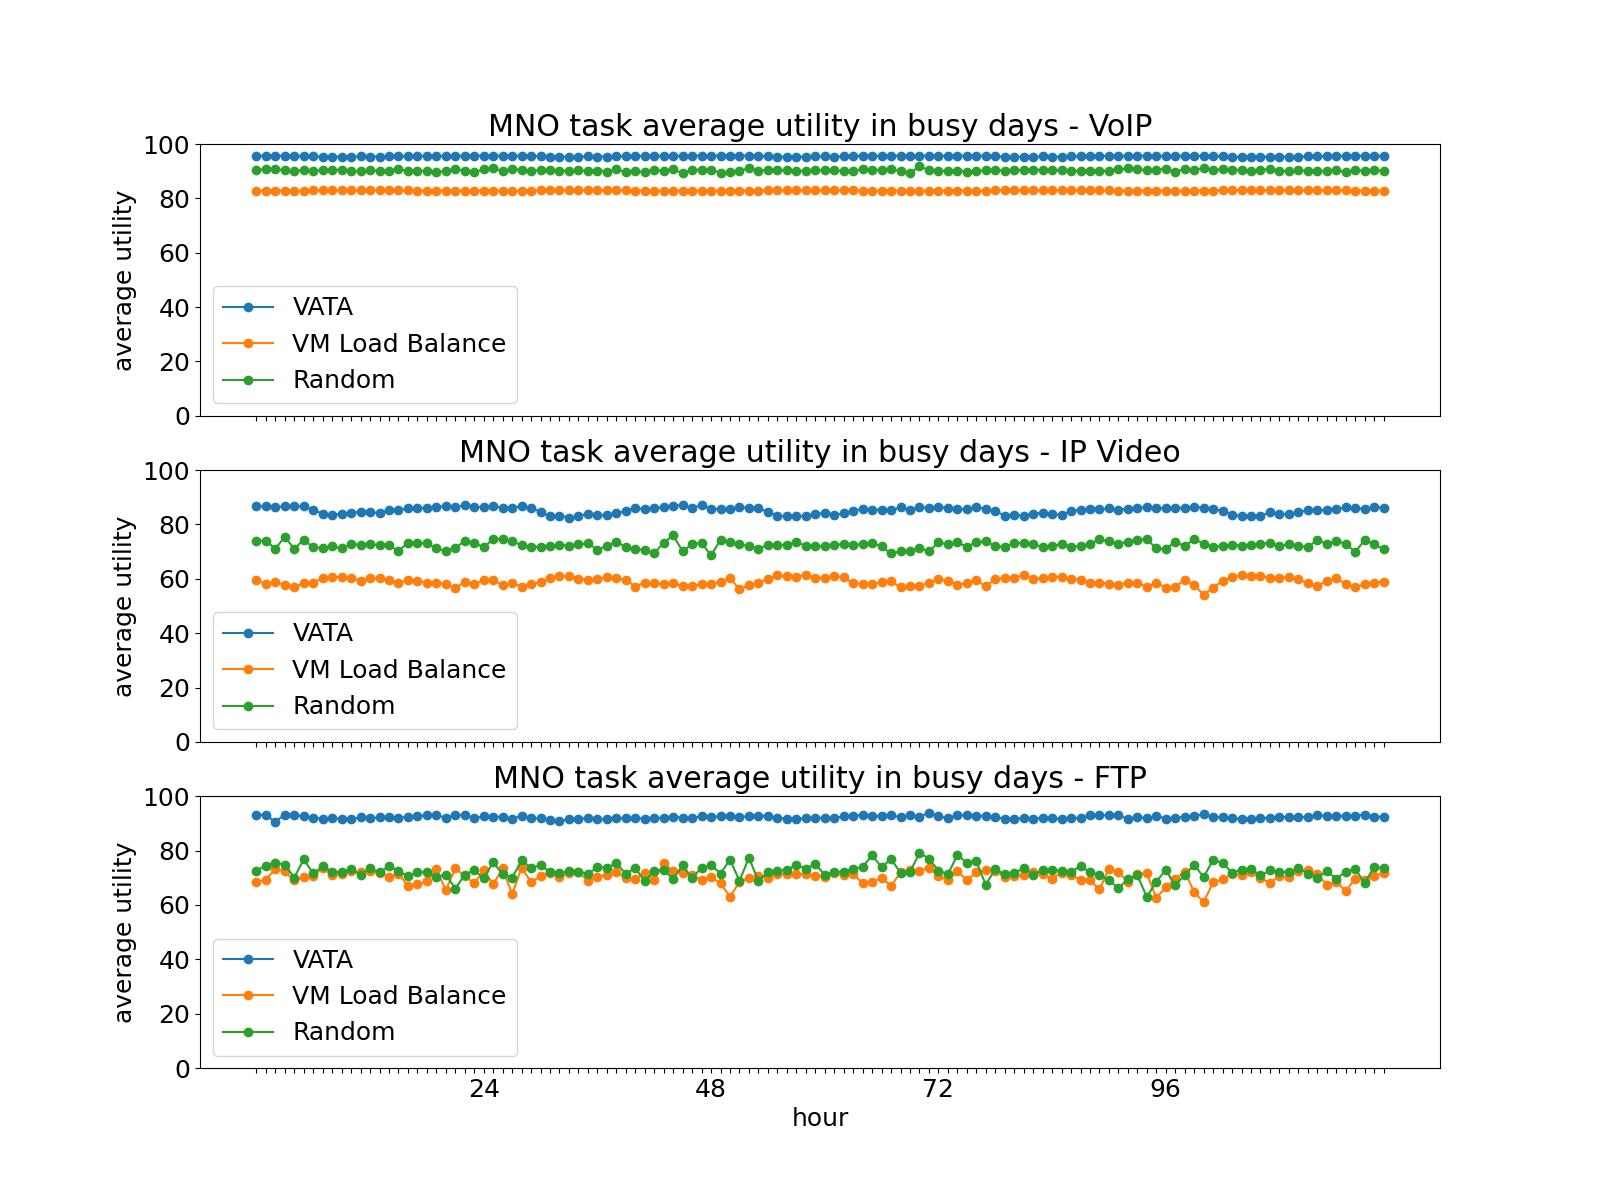 MNO task average utility in busy days - VoIP
100
80
60
40
20
0
average utility
VATA
VM Load Balance
Random
MNO task average utility in busy days - IP Video
100
80
60
40
20
0
average utility
VATA
VM Load Balance
Random
MNO task average utility in busy days - FTP
100
80
60
40
20
0
average utility
VATA
VM Load Balance
Random
24 48 72 96
hour